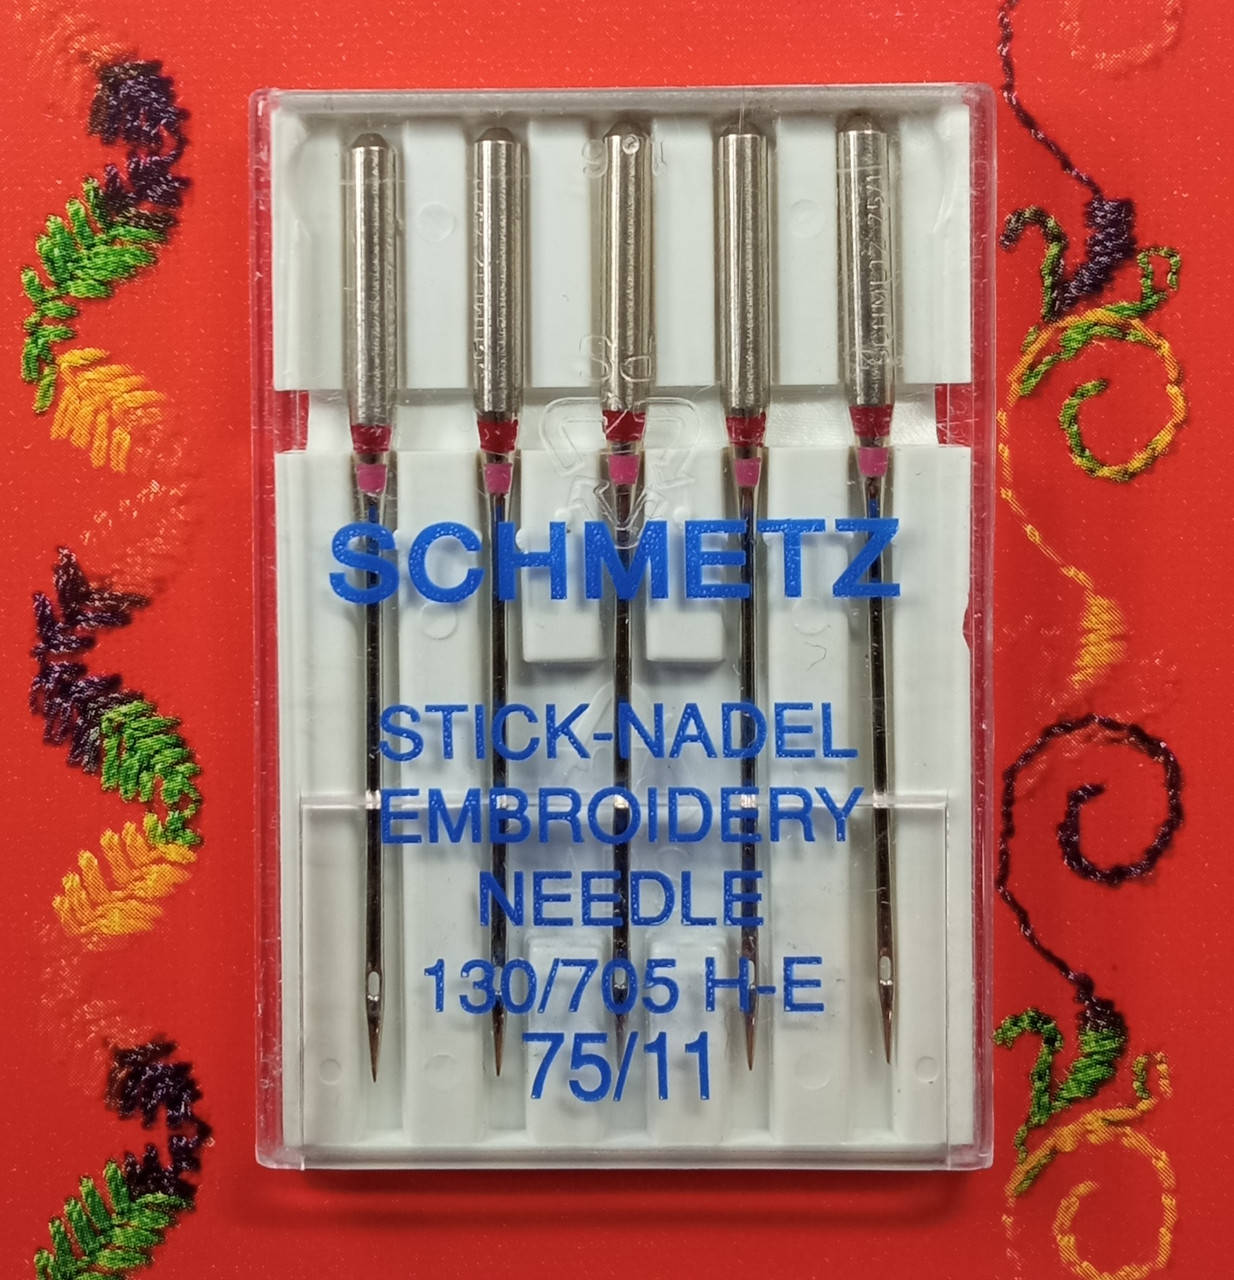 SCHMETZ
STICK-NADEL
EMBROIDERY
NEEDLE
130/705 H-E
75/11